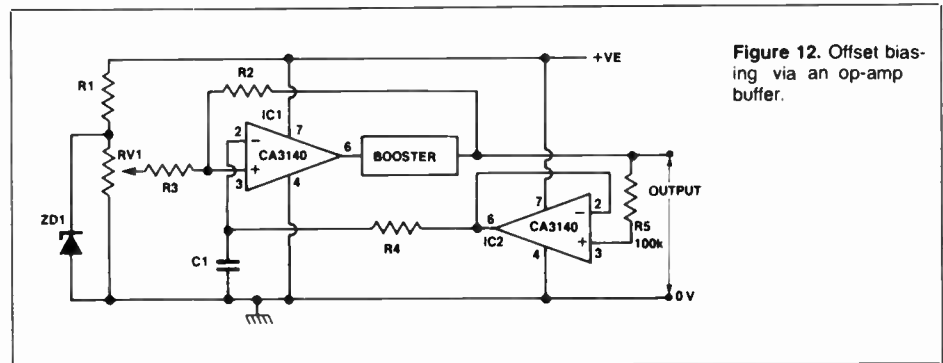 Figure 12. Offset bias-
ing via an op-amp
buffer.
+VE
R1
R2
IC1
RV1
2
7
CA3140
6
BOOSTER
3
4
R3
OUTPUT
ZD1
7
2
6
CA3140
R5
R4
IC2
4
3
100k
C1
0V